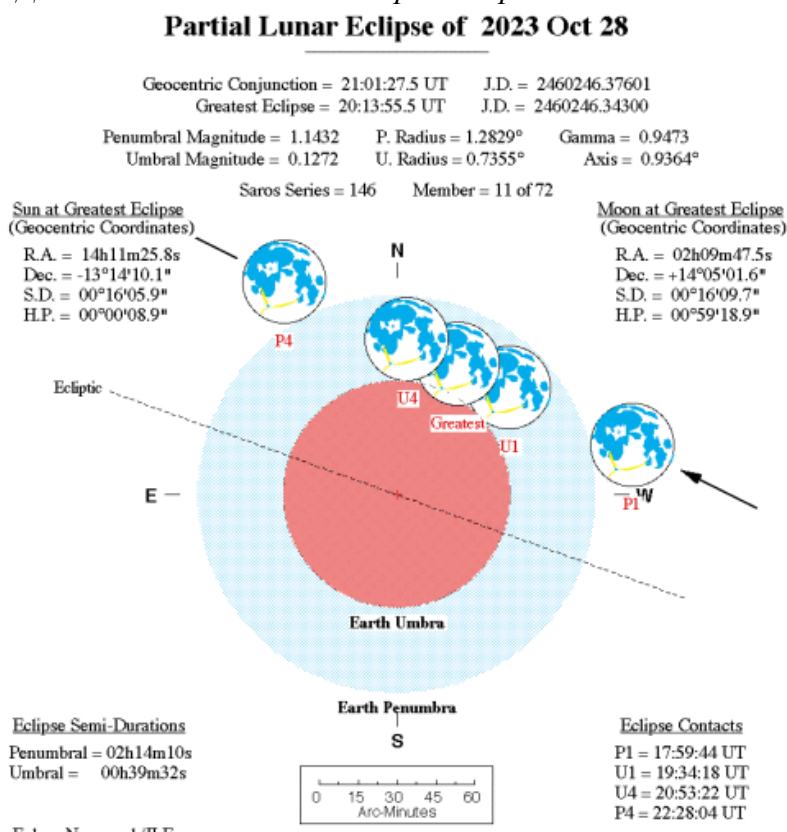 Partial Lunar Eclipse of 2023 Oct 28
Geocentric Conjunction = 21:01:27.5 UT J.D. = 2460246.37601
Greatest Eclipse = 20:13:55.5 UT J.D. = 2460246.34300
Penumbral Magnitude = 1.1432 P. Radius = 1.2829° Gamma = 0.9473
Umbral Magnitude = 0.1272 U. Radius = 0.7355° Axis = 0.9364°
Saros Series = 146 Member = 11 of 72
Sun at Greatest Eclipse
(Geocentric Coordinates)
R.A. = 14h11m25.8s
Dec. = -13°14'10.1"
S.D. = 00°16'05.9"
H.P. = 00°00'08.9"
Moon at Greatest Eclipse
(Geocentric Coordinates)
R.A. = 02h09m47.5s
Dec. = +14°05'01.6"
S.D. = 00°16'09.7"
H.P. = 00°59'18.9"
N
P4
Ecliptic
U4
Greatest
U1
E
W
P1
Earth Umbra
Earth Penumbra
S
Eclipse Semi-Durations
Penumbral = 02h14m10s
Umbral = 00h39m32s
0 15 30 45 60
Arc-Minutes
Eclipse Contacts
P1 = 17:59:44 UT
U1 = 19:34:18 UT
U4 = 20:53:22 UT
P4 = 22:28:04 UT